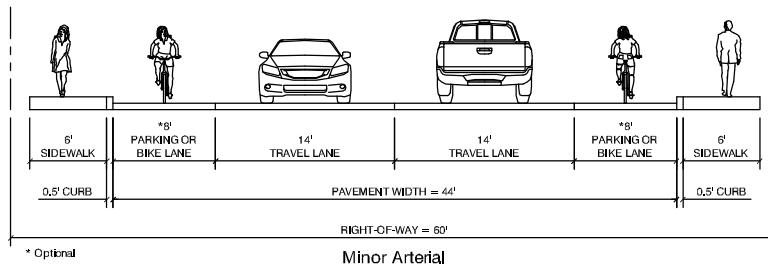 6'
SIDEWALK
*8'
PARKING OR
BIKE LANE
14'
TRAVEL LANE
14'
TRAVEL LANE
*8'
PARKING OR
BIKE LANE
6'
SIDEWALK
0.5' CURB
PAVEMENT WIDTH = 44'
0.5' CURB
RIGHT-OF-WAY = 60'
* Optional
Minor Arterial